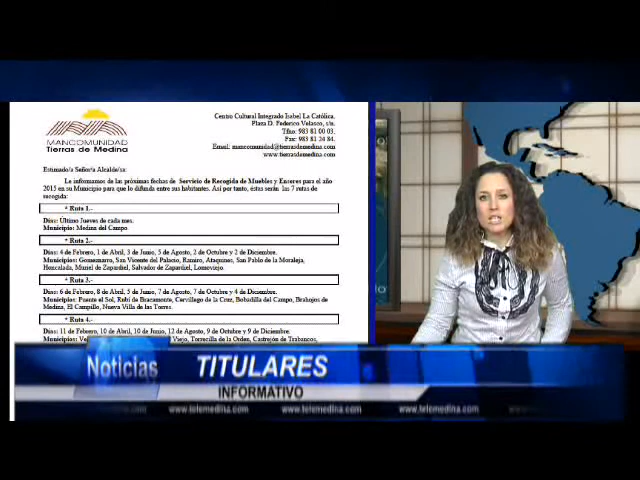 MANCOMUNIDAD
Tierras de Medina
Centro Cultural Integrado Isabel La Católica.
Plaza D. Federico Velasco, s/n.
Tfno: 983 81 00 03.
Fax: 983 81 24 84.
Email: mancomunidad@tierrasdemedina.com
www.tierrasdemedina.com
Estimado/a Señor/a Alcalde/sa:
Le informamos de las próximas fechas de Servicio de Recogida de Muebles y Enseres para el año
2015 en su Municipio para que lo difunda entre sus habitantes. Así por tanto, éstas serán las 7 rutas de
recogida:
* Ruta 1.-
Días: Último Jueves de cada mes.
Municipio: Medina del Campo.
* Ruta 2.-
Días: 4 de Febrero, 1 de Abril, 3 de Junio, 5 de Agosto, 2 de Octubre y 2 de Diciembre.
Municipios: Gomeznarro, San Vicente del Palacio, Ramiro, Ataquines, San Pablo de la Moraleja,
Honcalada, Muriel de Zapardiel, Salvador de Zapardiel, Lomoviejo.
* Ruta 3.-
Días: 6 de Febrero, 8 de Abril, 5 de Junio, 7 de Agosto, 7 de Octubre y 4 de Diciembre.
Municipios: Fuente el Sol, Rubí de Bracamonte, Cervillego de la Cruz, Bobadilla del Campo, Brahojos de
Medina, El Campillo, Nueva Villa de las Torres.
* Ruta 4.-
Días: 11 de Febrero, 10 de Abril, 10 de Junio, 12 de Agosto, 9 de Octubre y 9 de Diciembre.
Municipios: Viejo, Torrecilla de la Orden, Castrejón de Trabancos,
Noticias
TITULARES
INFORMATIVO
www.telemedina.com
www.telemedina.com
www.telemedina.com